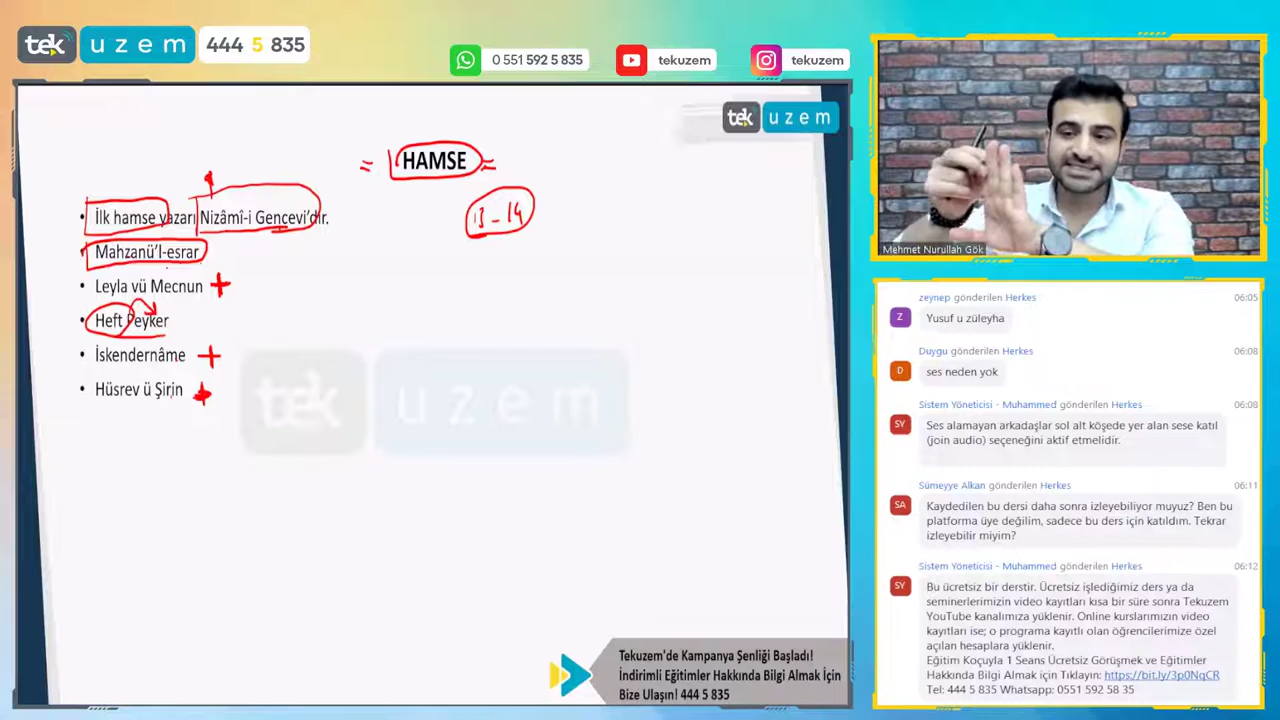 tek uzem 444 5 835
0 551 592 5 835
tekuzem
tekuzem
tek uzem
= HAMSE =
13-14
• İlk hamse yazarı Nizâmî-i Gencevi'dir.
• Mahzanü'l-esrar
• Leyla vü Mecnun +
• Heft Peyker
• İskendernâme +
• Hüsrev ü Şirin +
tek uzem
Tekuzem'de Kampanya Şenliği Başladı!
İndirimli Eğitimler Hakkında Bilgi Almak İçin
Bize Ulaşın! 444 5 835
Mehmet Nurullah Gök
zeynep gönderilen Herkes 06:05
Z Yusuf u züleyha
Duygu gönderilen Herkes 06:08
D ses neden yok
Sistem Yöneticisi - Muhammed gönderilen Herkes 06:08
SY Ses alamayan arkadaşlar sol alt köşede yer alan sese katıl
(join audio) seçeneğini aktif etmelidir.
Sümeyye Alkan gönderilen Herkes 06:11
SA Kaydedilen bu dersi daha sonra izleyebiliyor muyuz? Ben bu
platforma üye değilim, sadece bu ders için katıldım. Tekrar
izleyebilir miyim?
Sistem Yöneticisi - Muhammed gönderilen Herkes 06:12
SY Bu ücretsiz bir derstir. Ücretsiz işlediğimiz ders ya da
seminerlerimizin video kayıtları kısa bir süre sonra Tekuzem
YouTube kanalımıza yüklenir. Online kurslarımızın video
kayıtları ise; o programa kayıtlı olan öğrencilerimize özel
açılan hesaplara yüklenir.
Eğitim Koçuyla 1 Seans Ücretsiz Görüşmek ve Eğitimler
Hakkında Bilgi Almak için Tıklayın: https://bit.ly/3p0NqCR
Tel: 444 5 835 Whatsapp: 0551 592 58 35